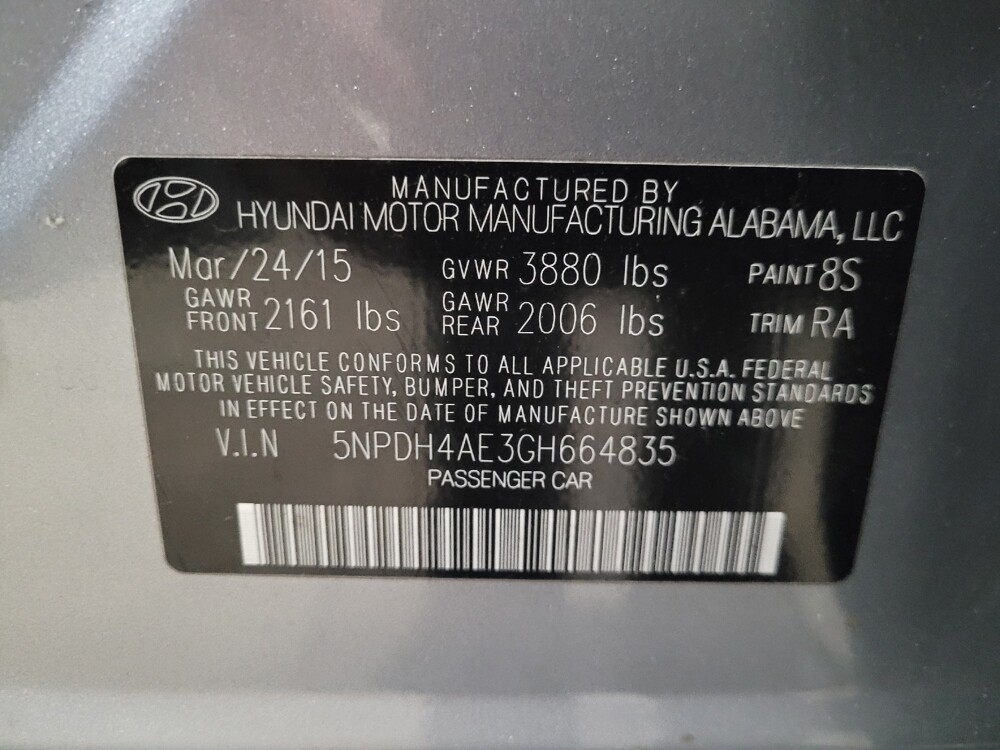 MANUFACTURED BY
HYUNDAI MOTOR MANUFACTURING ALABAMA, LLC
Mar/24/15 GVWR 3880 lbs PAINT 8S
GAWR FRONT 2161 lbs GAWR REAR 2006 lbs TRIM RA
THIS VEHICLE CONFORMS TO ALL APPLICABLE U.S.A. FEDERAL
MOTOR VEHICLE SAFETY, BUMPER, AND THEFT PREVENTION STANDARDS
IN EFFECT ON THE DATE OF MANUFACTURE SHOWN ABOVE
V.I.N 5NPDH4AE3GH664835
PASSENGER CAR